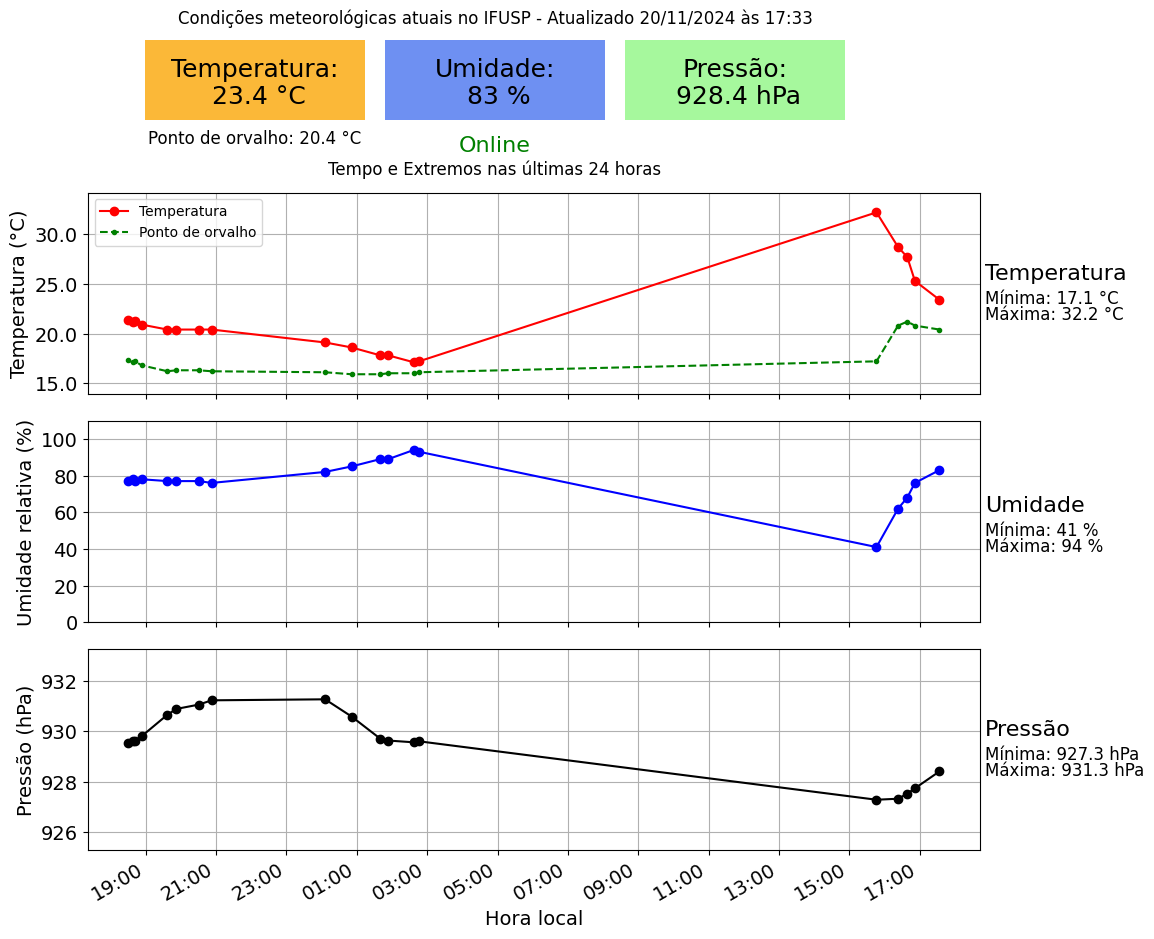 Condições meteorológicas atuais no IFUSP - Atualizado 20/11/2024 às 17:33
Temperatura:
23.4 °C
Umidade:
83 %
Pressão:
928.4 hPa
Ponto de orvalho: 20.4 °C
Online
Tempo e Extremos nas últimas 24 horas
Temperatura (°C)
30.0
25.0
20.0
15.0
Temperatura
Ponto de orvalho
Temperatura
Mínima: 17.1 °C
Máxima: 32.2 °C
Umidade relativa (%)
100
80
60
40
20
0
Umidade
Mínima: 41 %
Máxima: 94 %
Pressão (hPa)
932
930
928
926
Pressão
Mínima: 927.3 hPa
Máxima: 931.3 hPa
19:00 21:00 23:00 01:00 03:00 05:00 07:00 09:00 11:00 13:00 15:00 17:00
Hora local